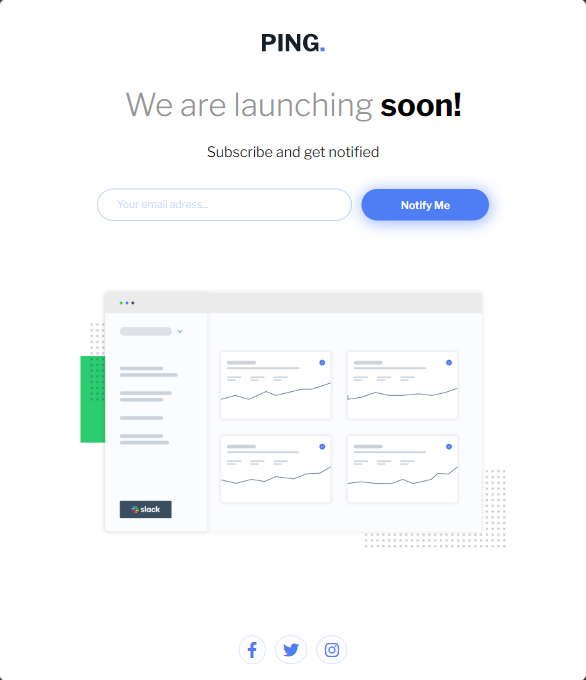 PING.
We are launching soon!
Subscribe and get notified
Your email adress...
Notify Me
slack